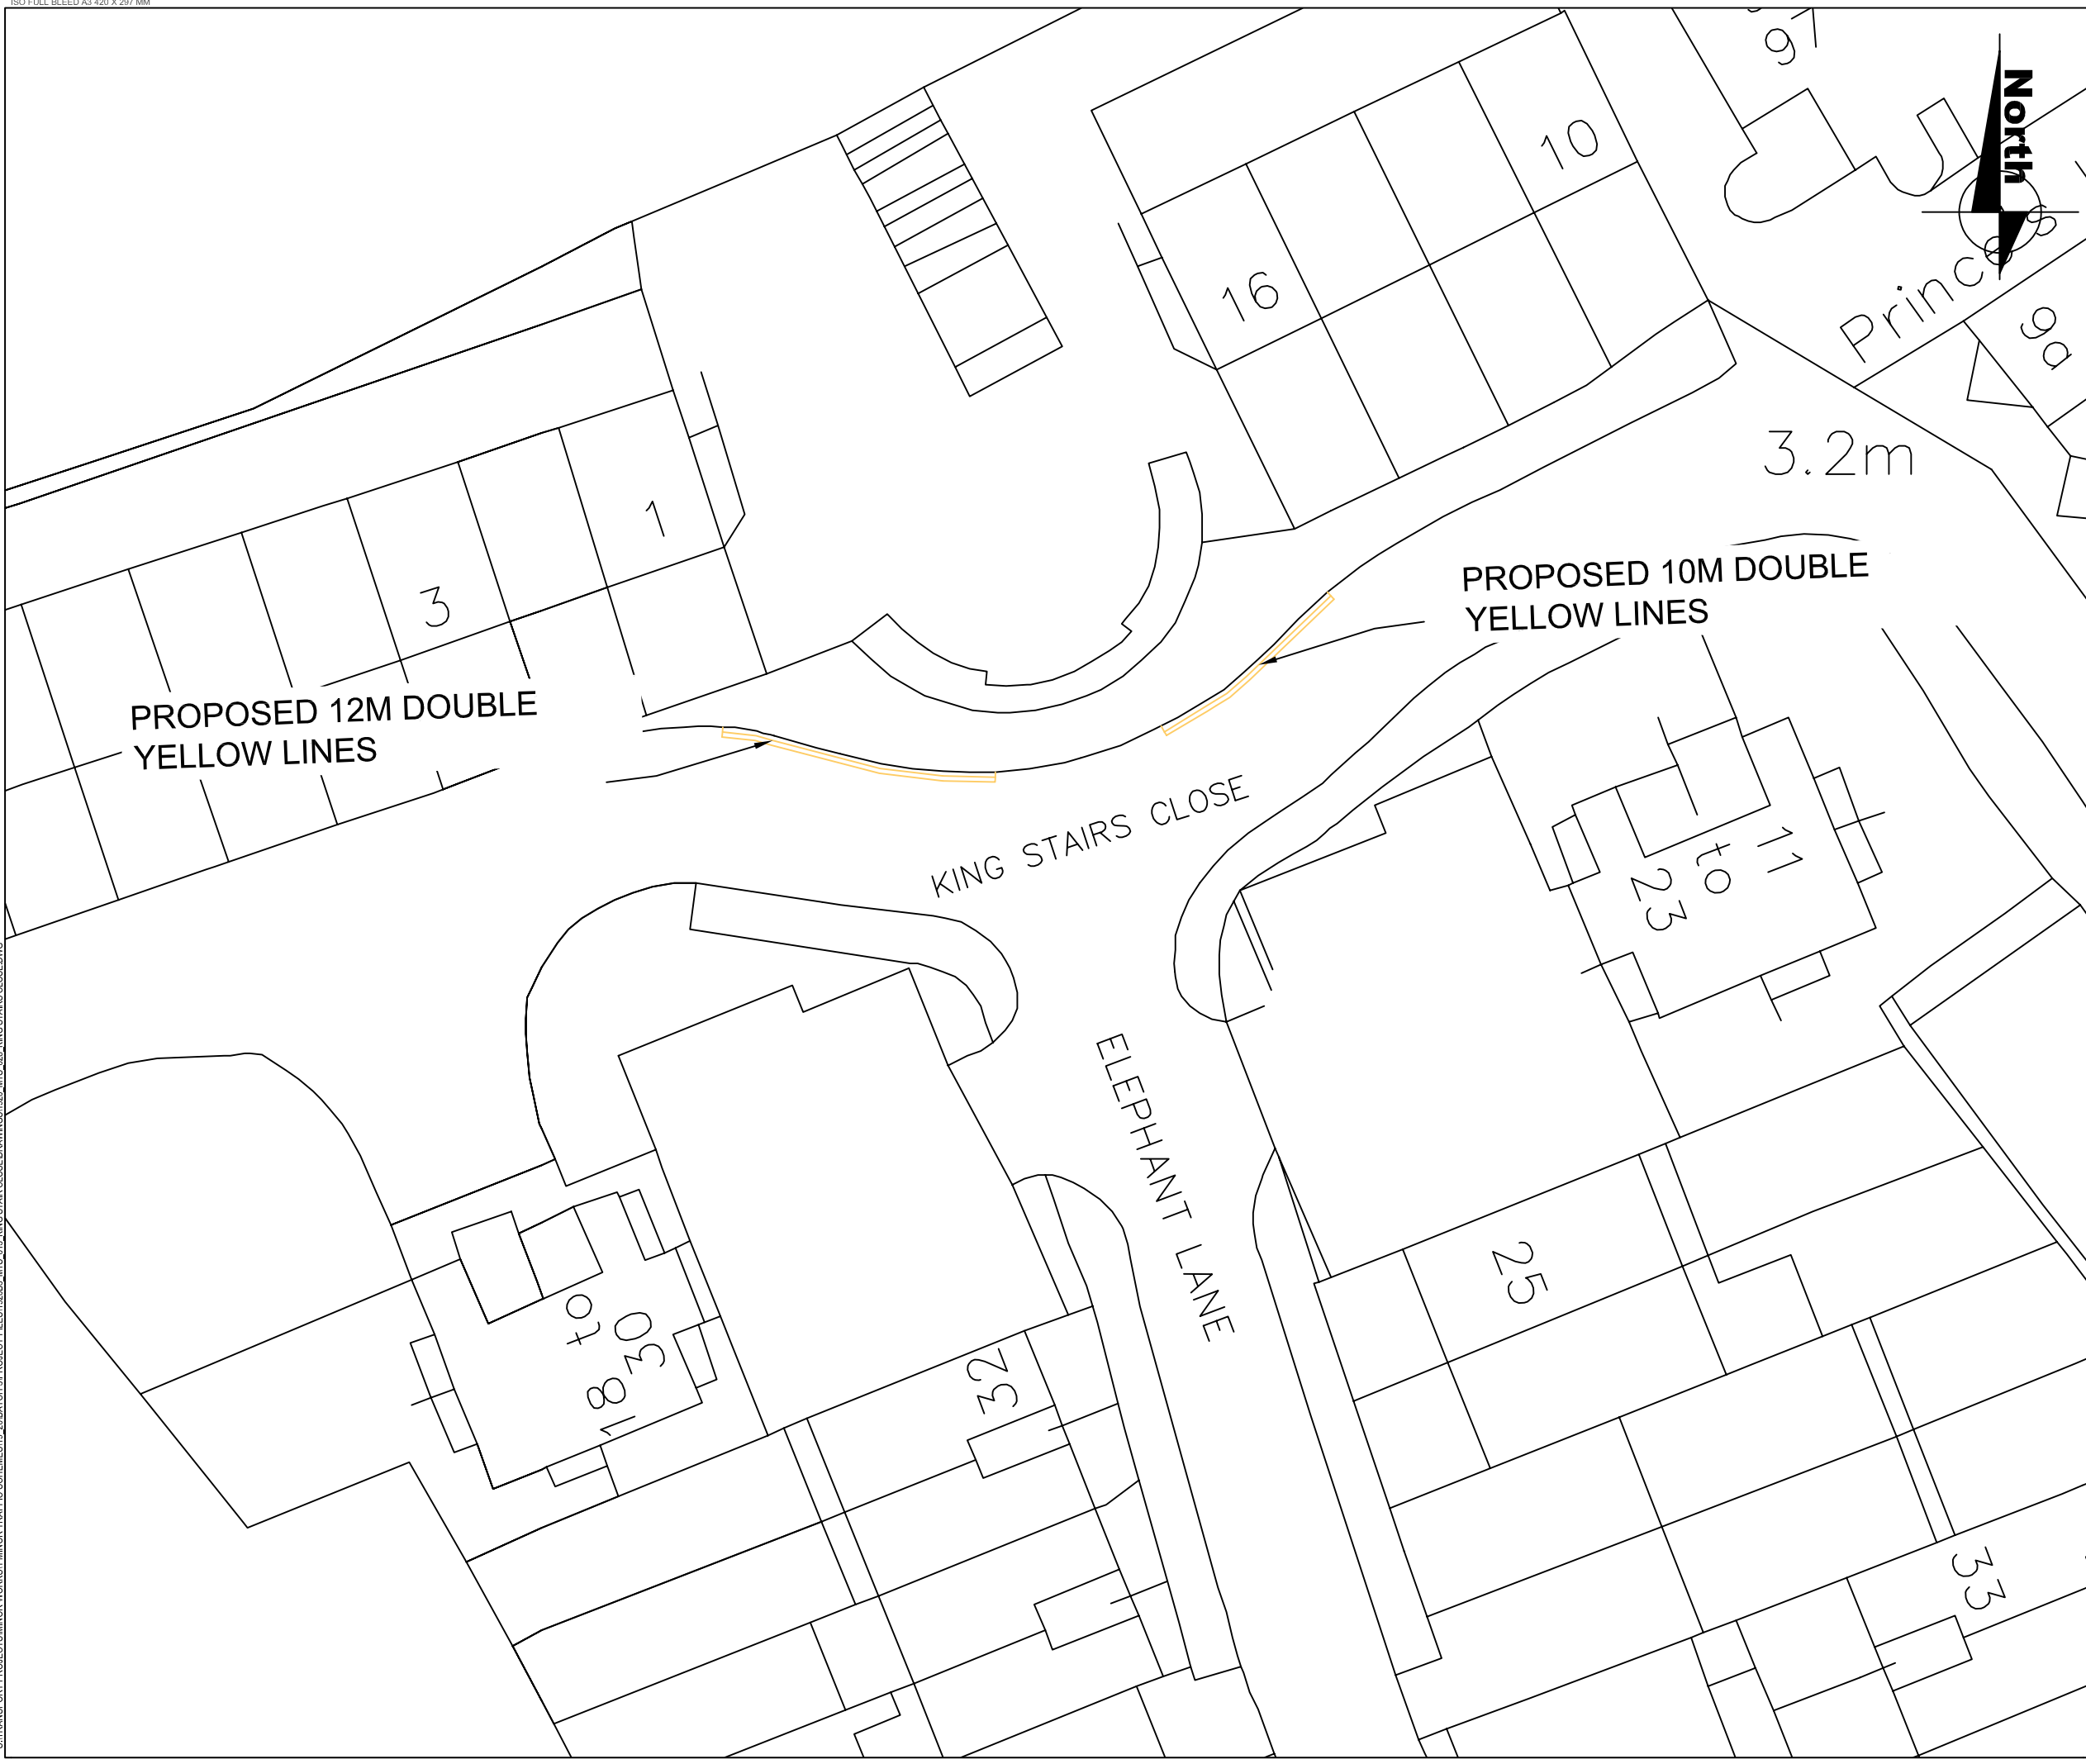 ISO FULL BLEED A3 420 X 297 MM
97
North
10
16
Princes
9a
3.2m
1
3
PROPOSED 10M DOUBLE
YELLOW LINES
PROPOSED 12M DOUBLE
YELLOW LINES
KING STAIRS CLOSE
11
to
23
ELEPHANT LANE
25
18
to
30
32
33